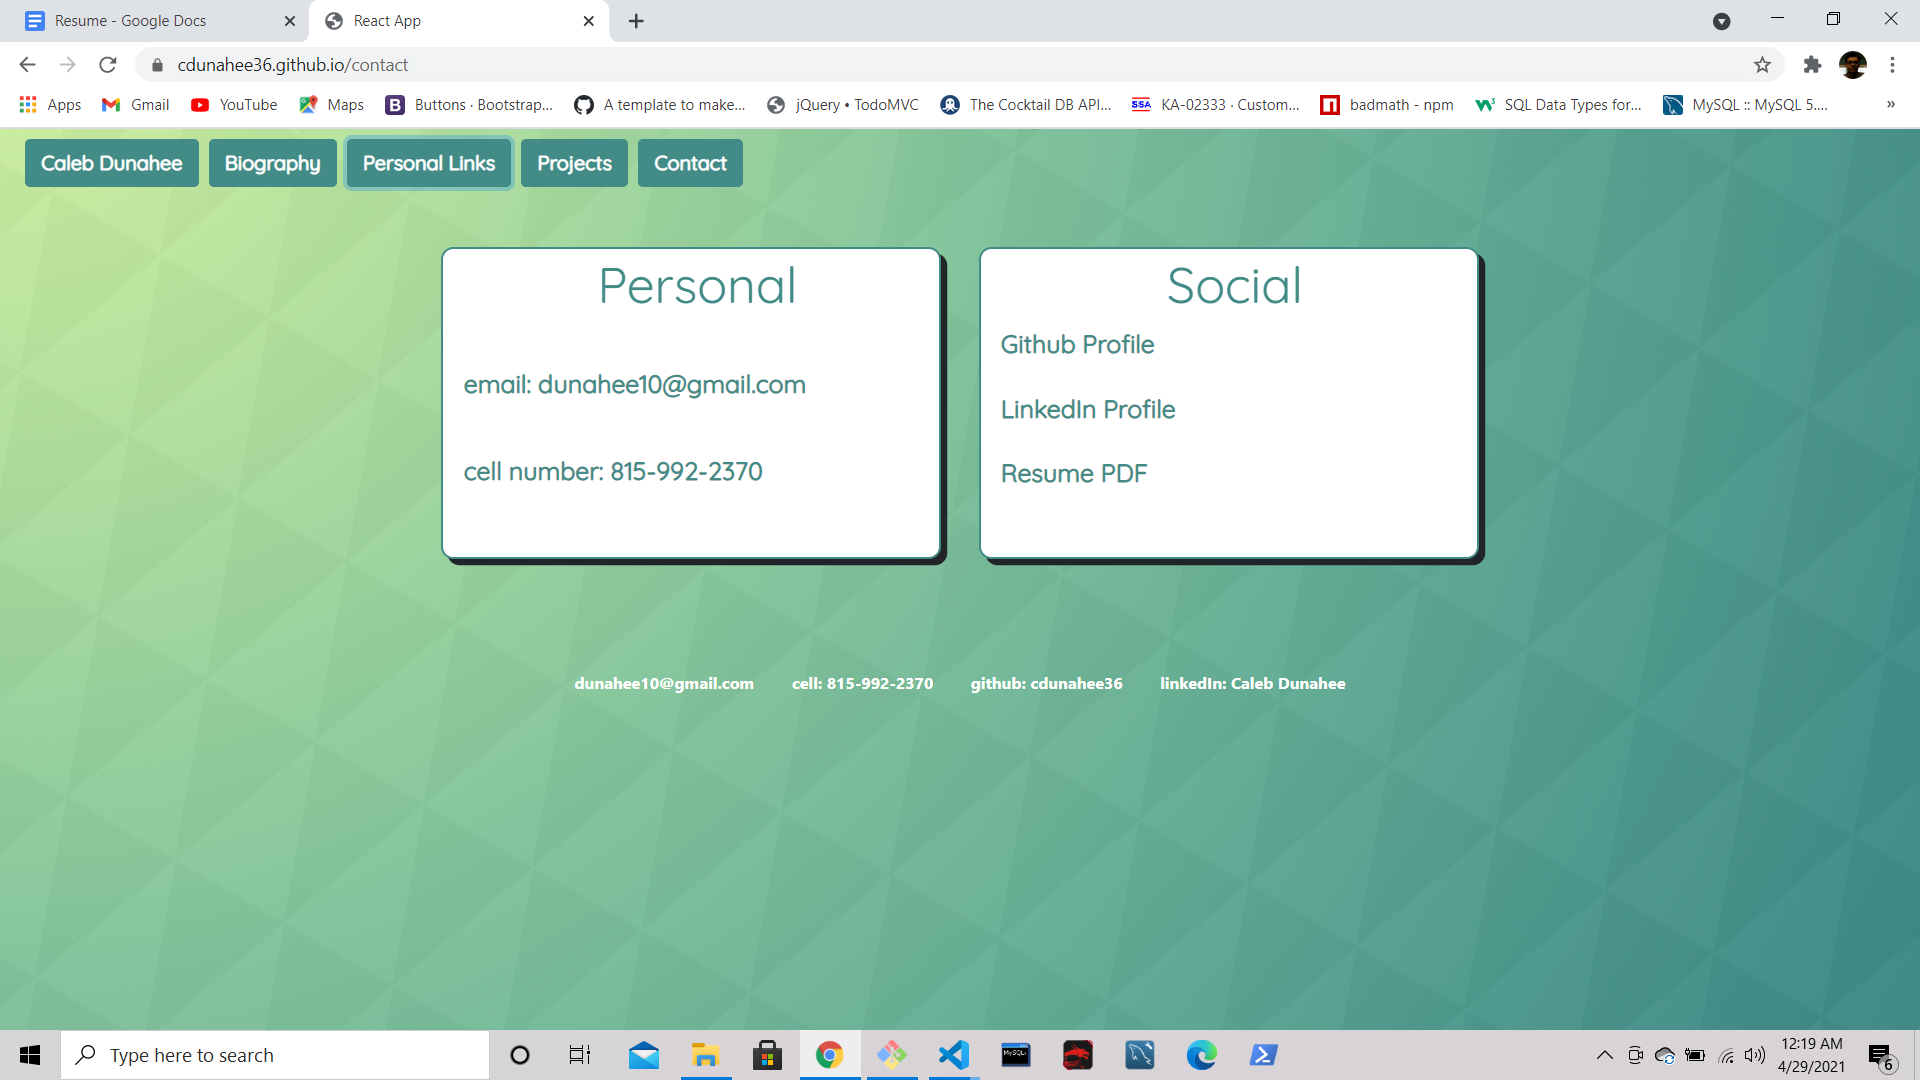 Resume - Google Docs
React App
cdunahee36.github.io/contact
Apps
Gmail
YouTube
Maps
Buttons · Bootstrap...
A template to make...
jQuery • TodoMVC
The Cocktail DB API...
SSA
KA-02333 · Custom...
badmath - npm
SQL Data Types for...
MySQL :: MySQL 5....
»
Caleb Dunahee
Biography
Personal Links
Projects
Contact
Personal
email: dunahee10@gmail.com
cell number: 815-992-2370
Social
Github Profile
LinkedIn Profile
Resume PDF
dunahee10@gmail.com
cell: 815-992-2370
github: cdunahee36
linkedIn: Caleb Dunahee
Type here to search
12:19 AM
4/29/2021
6